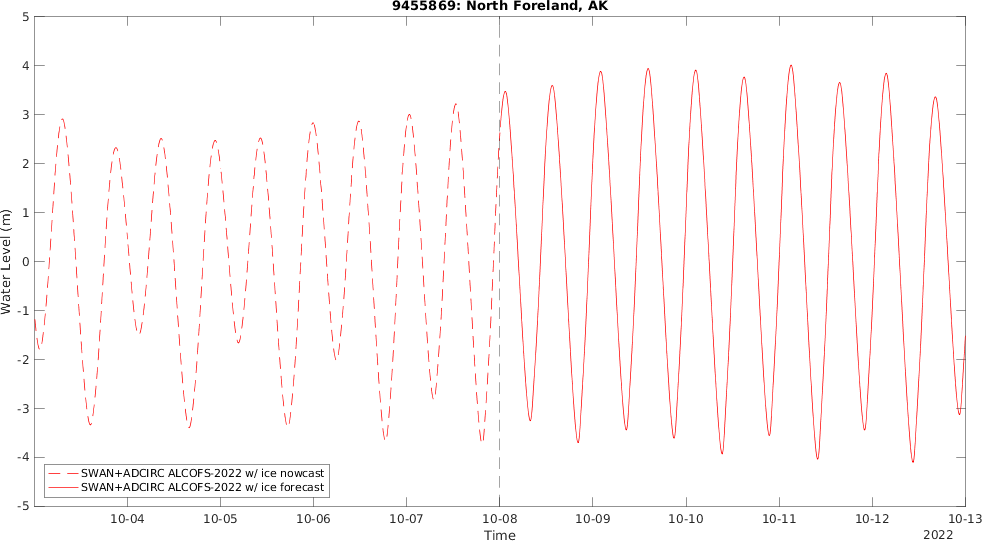 9455869: North Foreland, AK
5
4
3
2
1
0
-1
-2
-3
-4
-5
Water Level (m)
SWAN+ADCIRC ALCOFS-2022 w/ ice nowcast
SWAN+ADCIRC ALCOFS-2022 w/ ice forecast
10-04 10-05 10-06 10-07 10-08 10-09 10-10 10-11 10-12 10-13
Time
2022